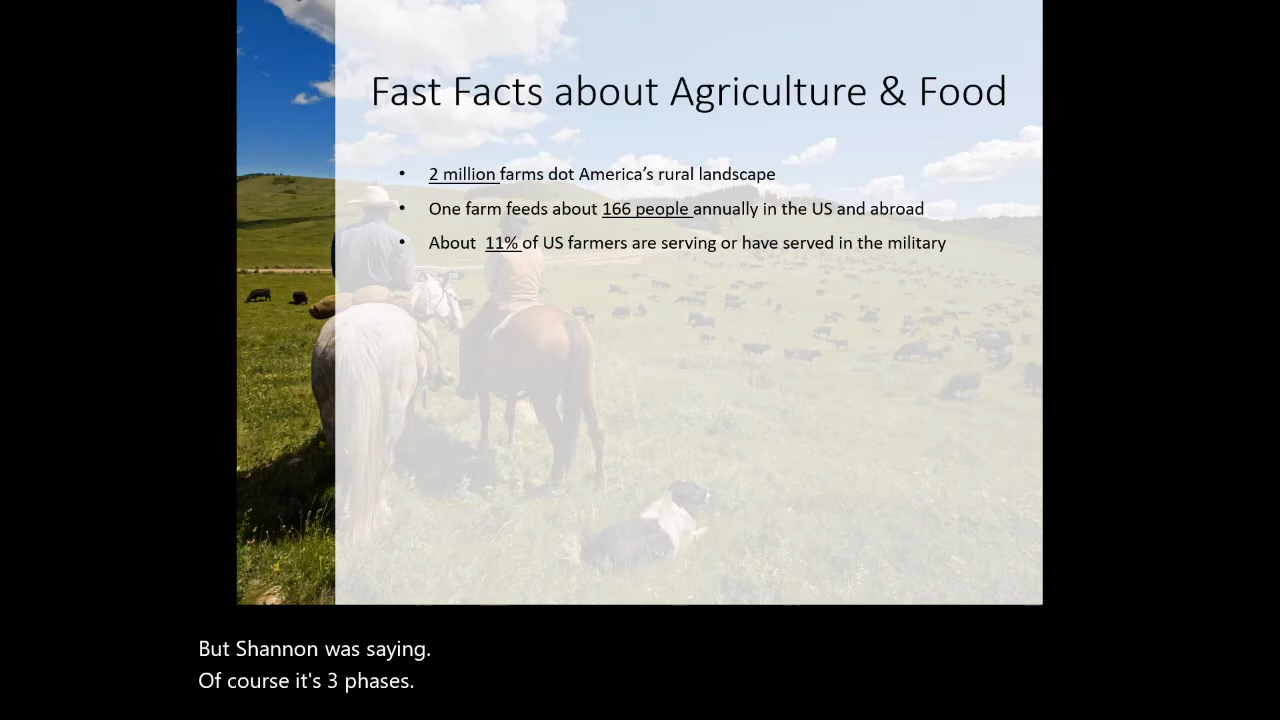 Fast Facts about Agriculture & Food
• 2 million farms dot America's rural landscape
• One farm feeds about 166 people annually in the US and abroad
• About 11% of US farmers are serving or have served in the military
But Shannon was saying.
Of course it's 3 phases.